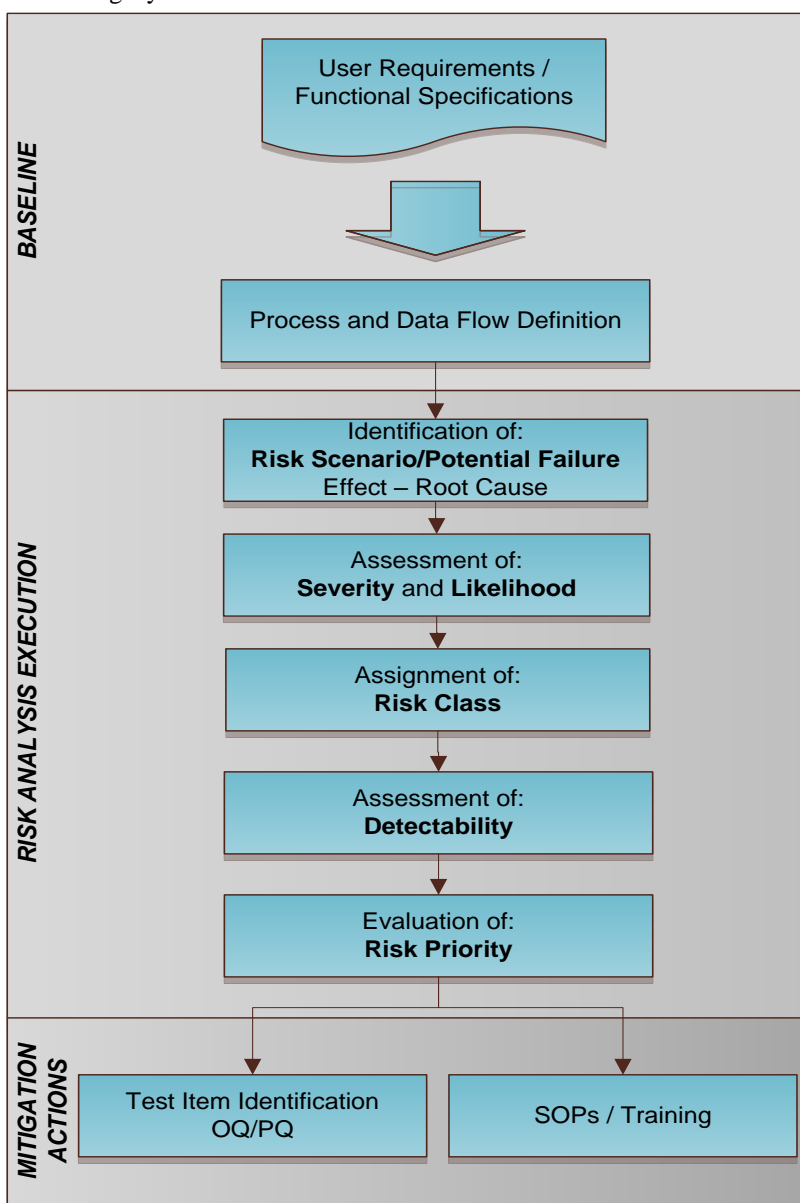 BASELINE
User Requirements /
Functional Specifications
Process and Data Flow Definition
RISK ANALYSIS EXECUTION
Identification of:
Risk Scenario/Potential Failure
Effect – Root Cause
Assessment of:
Severity and Likelihood
Assignment of:
Risk Class
Assessment of:
Detectability
Evaluation of:
Risk Priority
MITIGATION
ACTIONS
Test Item Identification
OQ/PQ
SOPs / Training